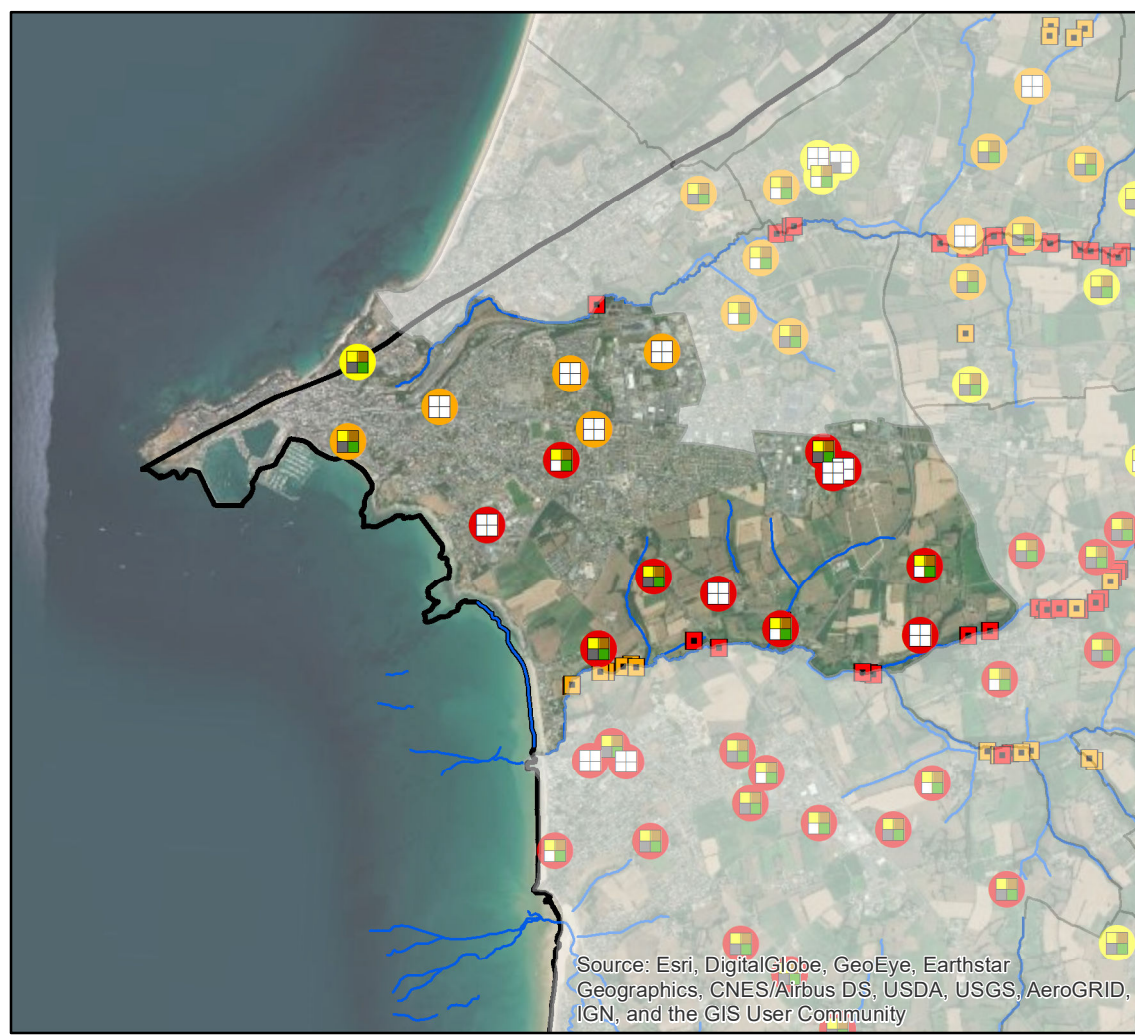 Source: Esri, DigitalGlobe, GeoEye, Earthstar
Geographics, CNES/Airbus DS, USDA, USGS, AeroGRID,
IGN, and the GIS User Community